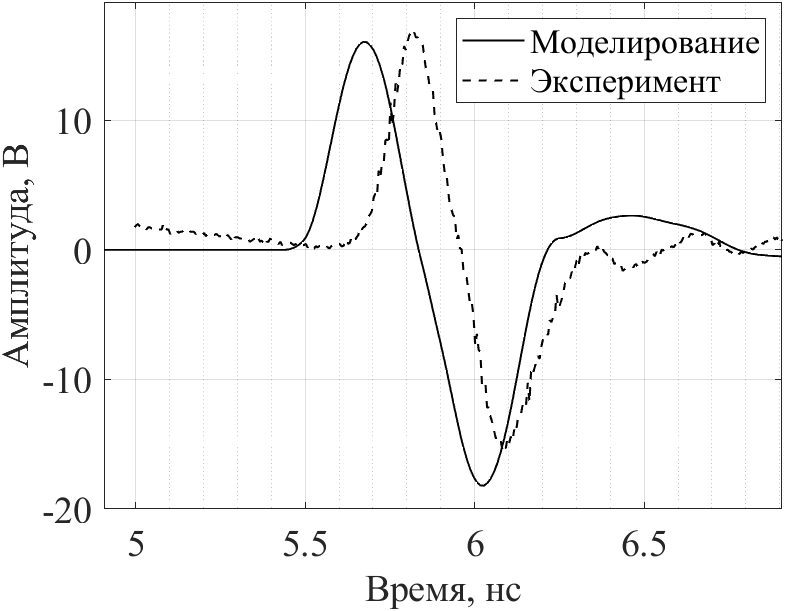 Моделирование
Эксперимент
Амплитуда, В
10
0
-10
-20
5
5.5
6
6.5
Время, нс